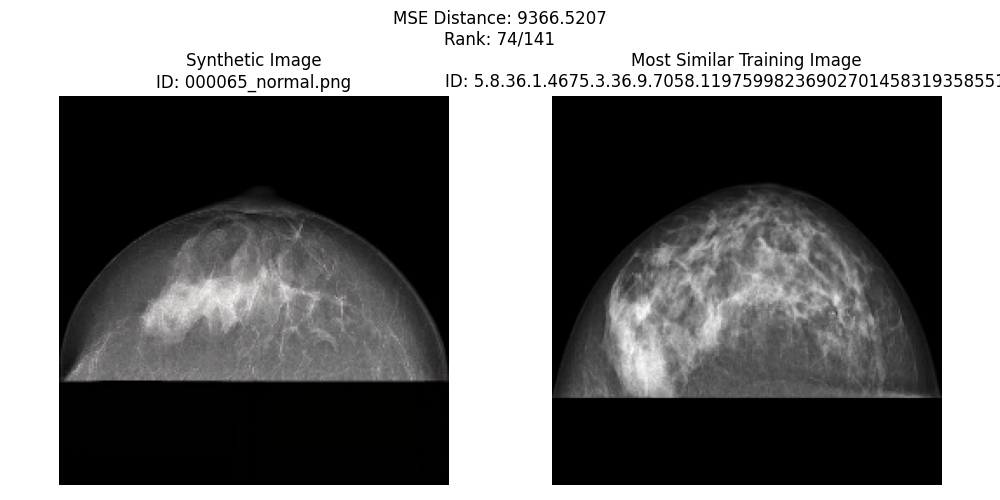 MSE Distance: 9366.5207
Rank: 74/141
Synthetic Image
ID: 000065_normal.png
Most Similar Training Image
ID: 5.8.36.1.4675.3.36.9.7058.11975998236902701458319358551